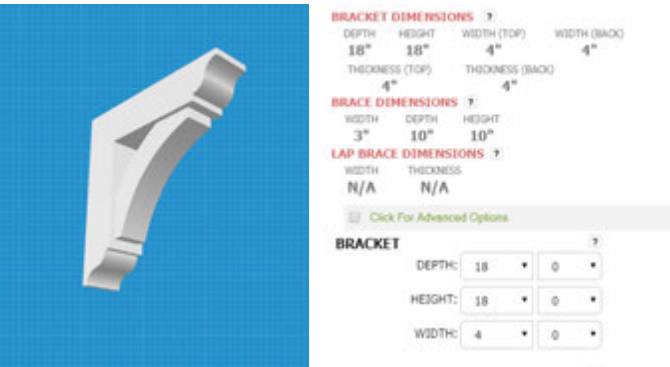 BRACKET DIMENSIONS ?
DEPTH HEIGHT WIDTH (TOP) WIDTH (BACK)
18" 18" 4" 4"
THICKNESS (TOP) THICKNESS (BACK)
4" 4"
BRACE DIMENSIONS ?
WIDTH DEPTH HEIGHT
3" 10" 10"
LAP BRACE DIMENSIONS ?
WIDTH THICKNESS
N/A N/A
Click For Advanced Options
BRACKET ?
DEPTH: 18 0
HEIGHT: 18 0
WIDTH: 4 0